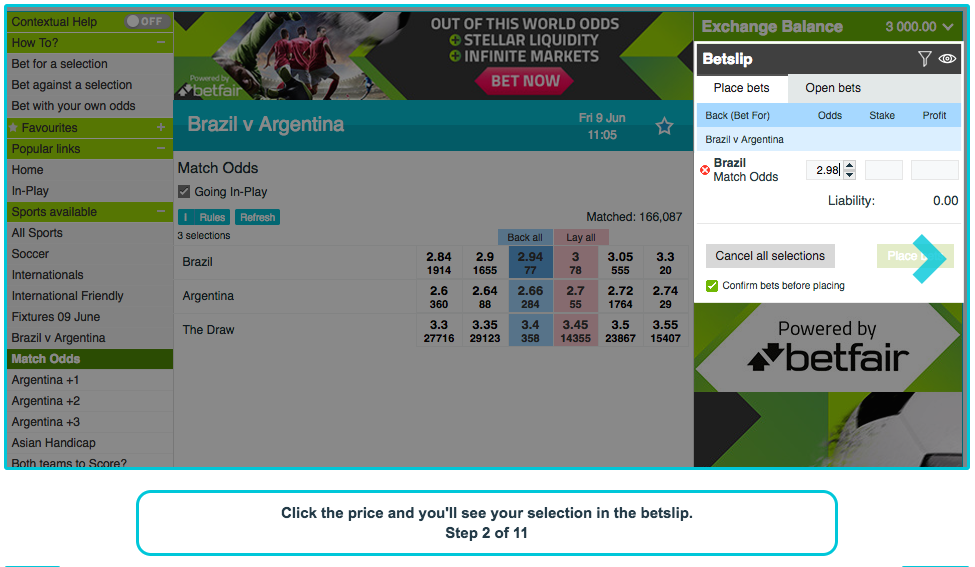 Contextual Help OFF
How To?
Bet for a selection
Bet against a selection
Bet with your own odds
Favourites
Popular links
Home
In-Play
Sports available
All Sports
Soccer
Internationals
International Friendly
Fixtures 09 June
Brazil v Argentina
Match Odds
Argentina +1
Argentina +2
Argentina +3
Asian Handicap
Both teams to Score?
OUT OF THIS WORLD ODDS
STELLAR LIQUIDITY
INFINITE MARKETS
BET NOW
Powered by
betfair
Brazil v Argentina
Fri 9 Jun
11:05
Match Odds
Going In-Play
Rules Refresh
Matched: 166,087
3 selections
Back all Lay all
Brazil 2.84 2.9 2.94 3 3.05 3.3
1914 1655 77 78 555 20
Argentina 2.6 2.64 2.66 2.7 2.72 2.74
360 88 284 55 1764 29
The Draw 3.3 3.35 3.4 3.45 3.5 3.55
27716 29123 358 14355 23867 15407
Exchange Balance 3 000.00
Betslip
Place bets Open bets
Back (Bet For) Odds Stake Profit
Brazil v Argentina
Brazil
Match Odds 2.98
Liability: 0.00
Cancel all selections Place
Confirm bets before placing
Powered by
betfair
Click the price and you'll see your selection in the betslip.
Step 2 of 11